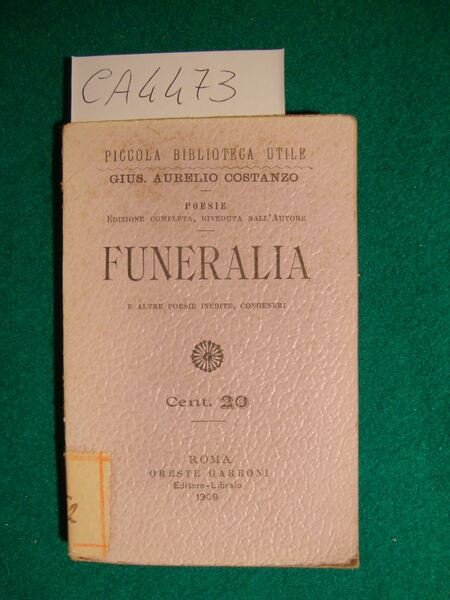 CA4473
PICCOLA BIBLIOTECA UTILE
GIUS. AURELIO COSTANZO
POESIE
EDIZIONE COMPLETA, RIVEDUTA DALL'AUTORE
FUNERALIA
E ALTRE POESIE INEDITE, CONGENERI
Cent. 20
ROMA
ORESTE GARRONI
Editore-Libraio
1909